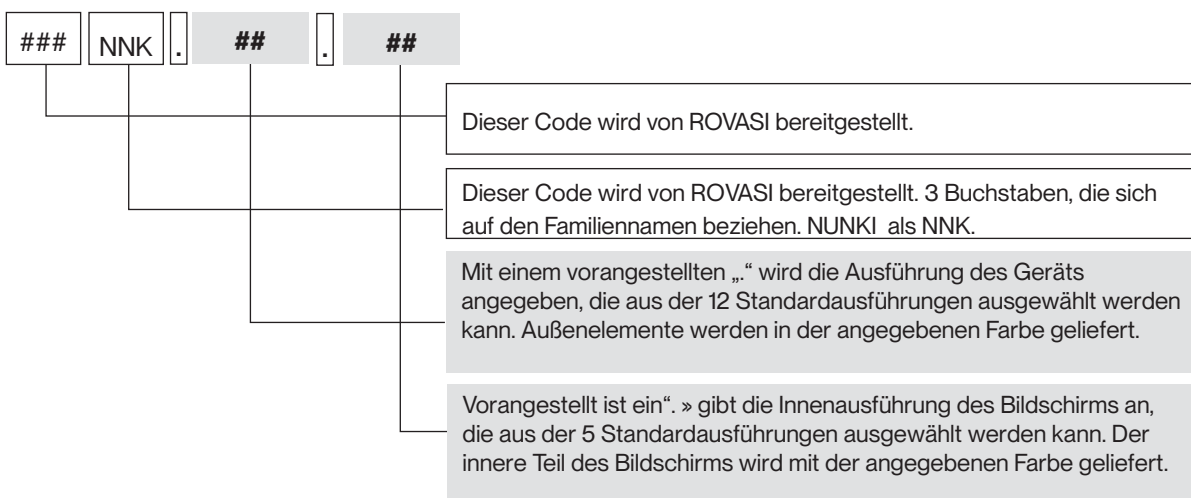 ### NNK . ## . ##
Dieser Code wird von ROVASI bereitgestellt.
Dieser Code wird von ROVASI bereitgestellt. 3 Buchstaben, die sich
auf den Familiennamen beziehen. NUNKI als NNK.
Mit einem vorangestellten „.“ wird die Ausführung des Geräts
angegeben, die aus der 12 Standardausführungen ausgewählt werden
kann. Außenelemente werden in der angegebenen Farbe geliefert.
Vorangestellt ist ein“. » gibt die Innenausführung des Bildschirms an,
die aus der 5 Standardausführungen ausgewählt werden kann. Der
innere Teil des Bildschirms wird mit der angegebenen Farbe geliefert.